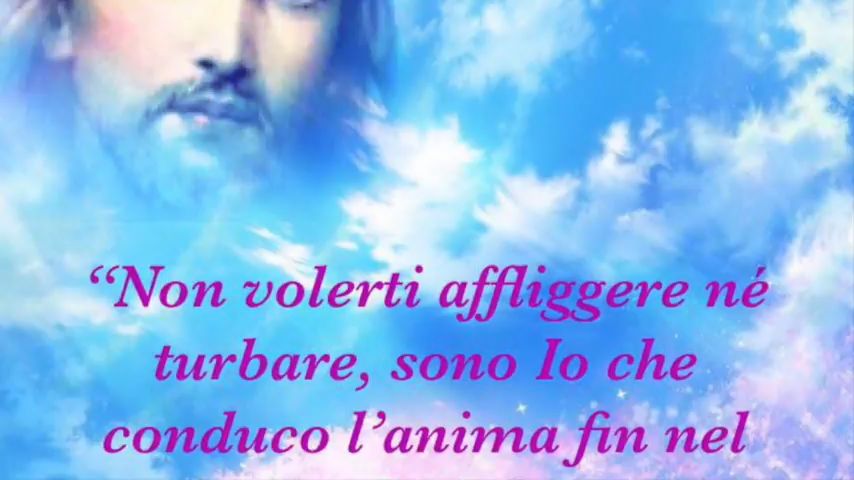 “Non volerti affliggere né
turbare, sono Io che
conduco l’anima fin nel